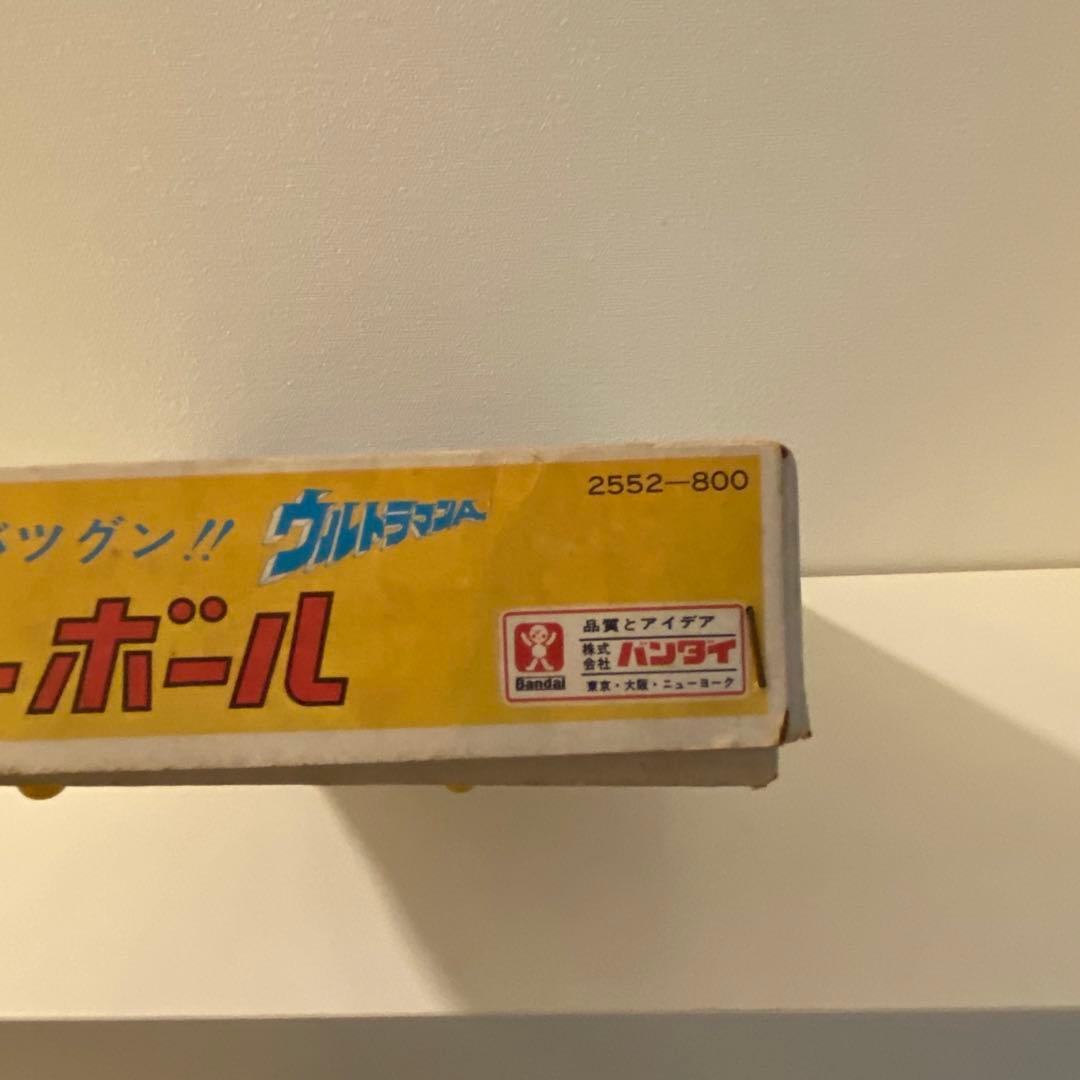 2552-800
バツグン!!
ウルトラマンA
ーボール
品質とアイデア
株式会社 バンダイ
Bandai
東京・大阪・ニューヨーク